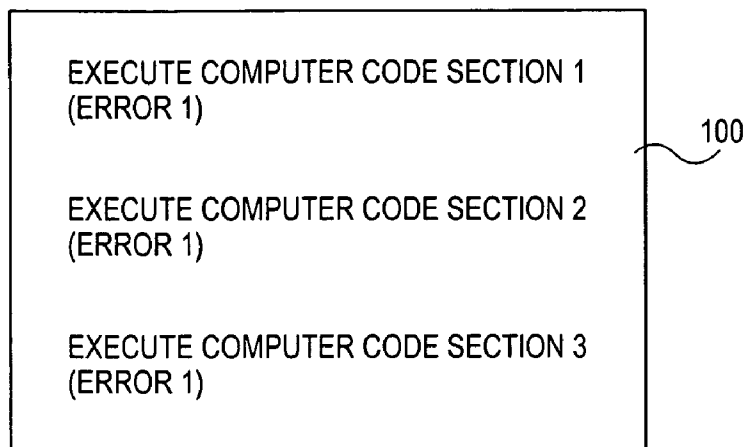 EXECUTE COMPUTER CODE SECTION 1
(ERROR 1)
100
EXECUTE COMPUTER CODE SECTION 2
(ERROR 1)
EXECUTE COMPUTER CODE SECTION 3
(ERROR 1)